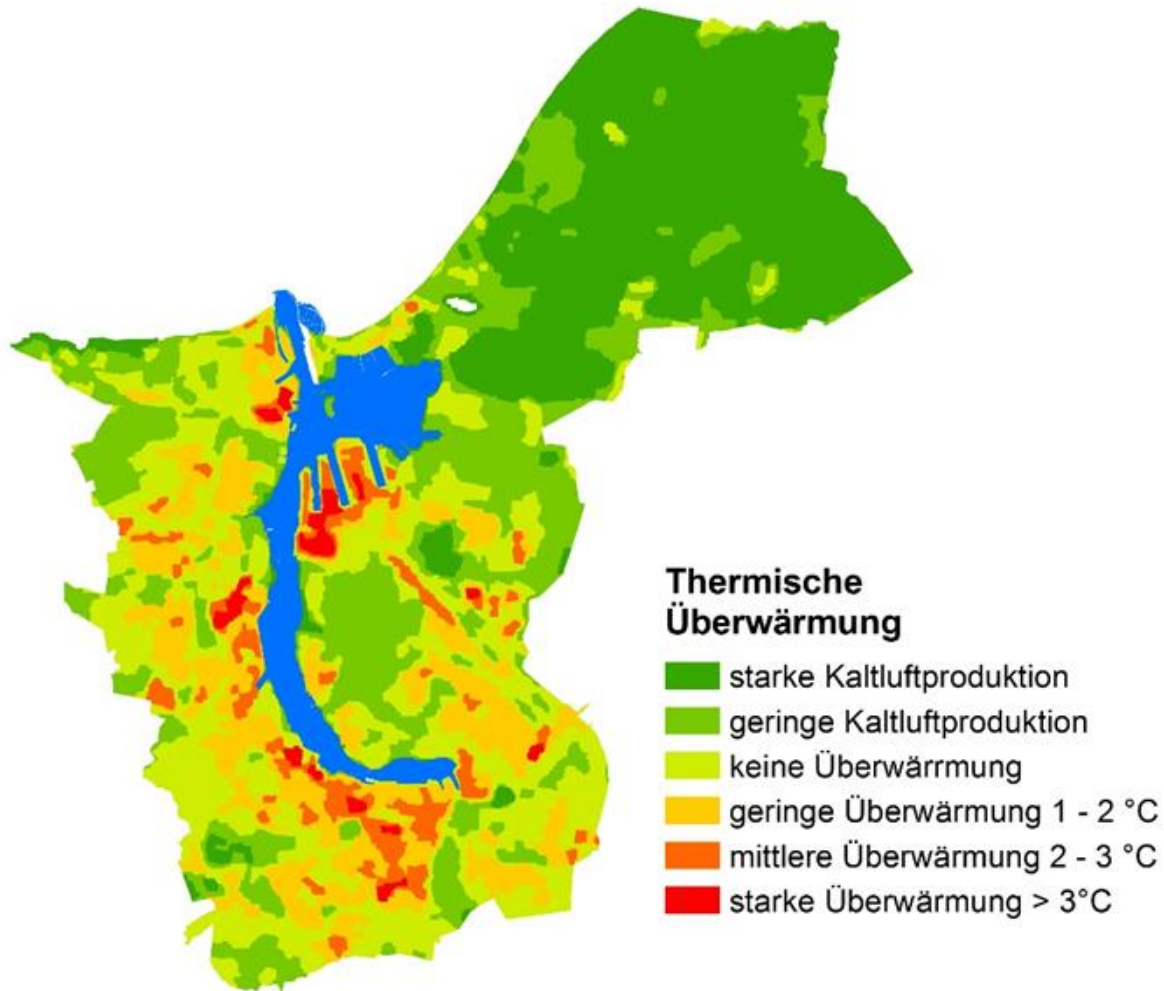 Thermische
Überwärmung
starke Kaltluftproduktion
geringe Kaltluftproduktion
keine Überwärrmung
geringe Überwärmung 1 - 2 °C
mittlere Überwärmung 2 - 3 °C
starke Überwärmung > 3°C